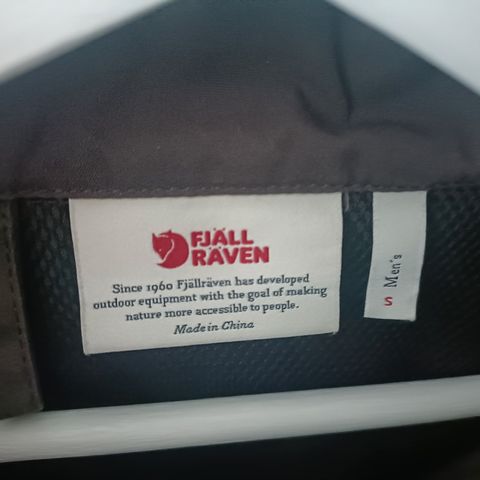 FJÄLL
RÄVEN
Since 1960 Fjällräven has developed
outdoor equipment with the goal of making
nature more accessible to people.
Made in China
Men's
S